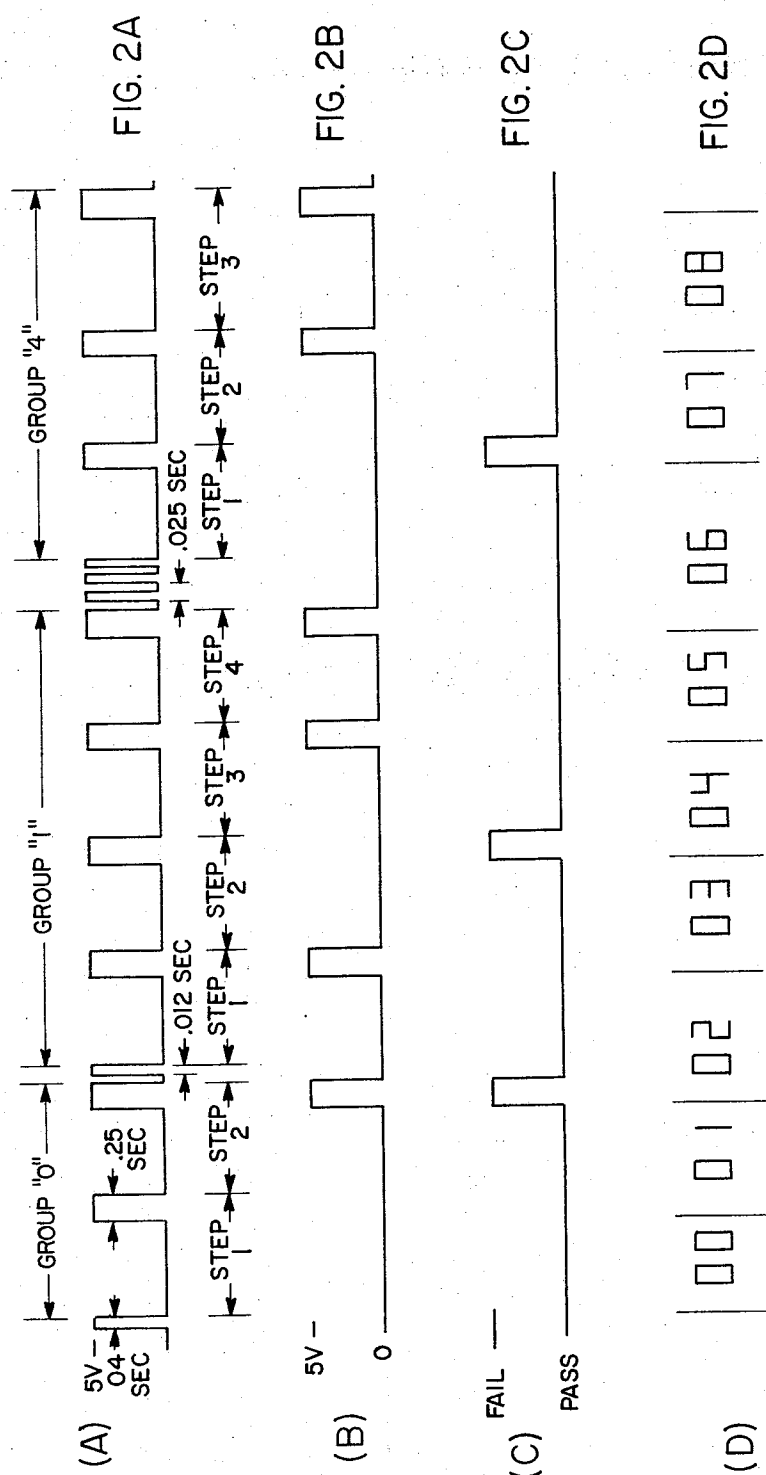 GROUP "0" GROUP "1" GROUP "4"
(A) 5V
04
SEC
.25
SEC
FIG. 2A
.012 SEC .025 SEC
STEP STEP STEP STEP STEP STEP STEP STEP STEP
1 2 1 2 3 4 1 2 3
(B) 5V FIG. 2B
0
(C) FAIL FIG. 2C
PASS
(D) 00 01 02 03 04 05 06 07 08 FIG. 2D